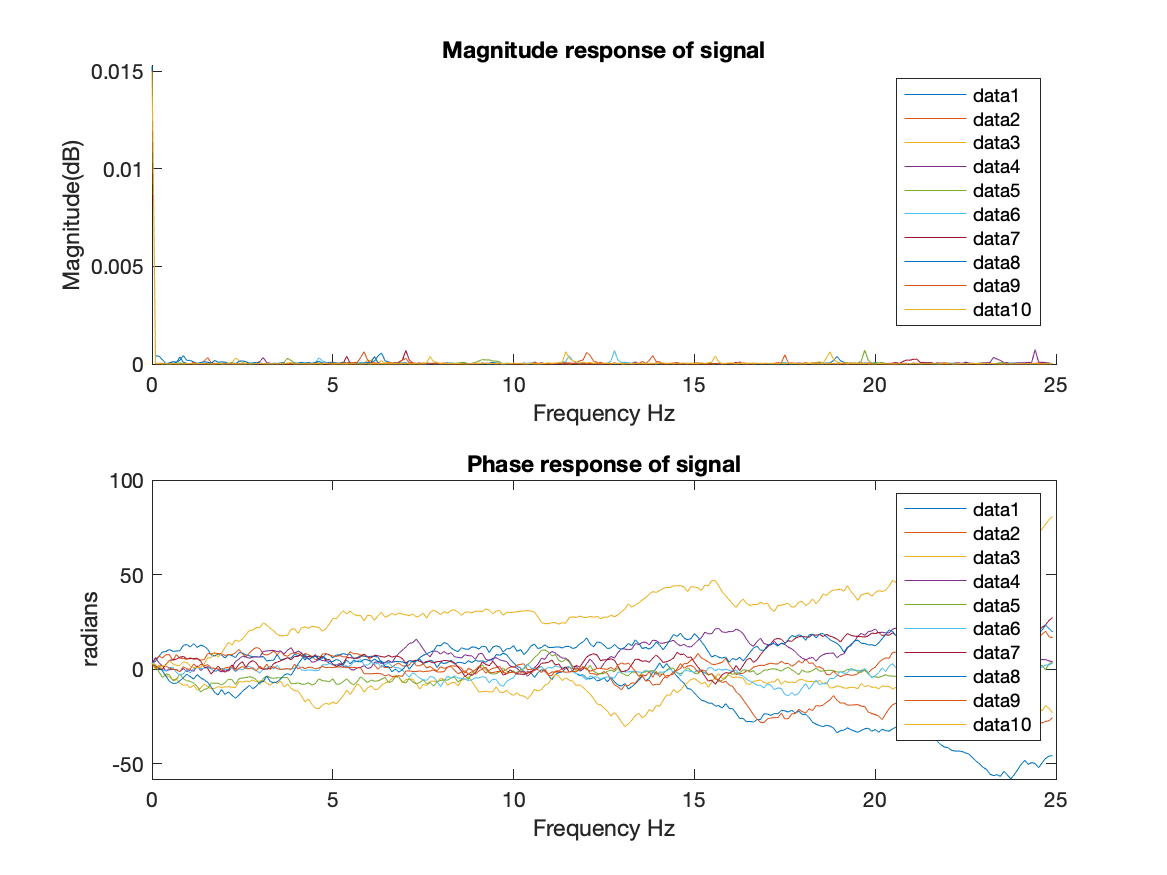 Magnitude response of signal
0.015
0.01
0.005
0
Magnitude(dB)
data1
data2
data3
data4
data5
data6
data7
data8
data9
data10
0 5 10 15 20 25
Frequency Hz
Phase response of signal
100
50
0
-50
radians
data1
data2
data3
data4
data5
data6
data7
data8
data9
data10
0 5 10 15 20 25
Frequency Hz